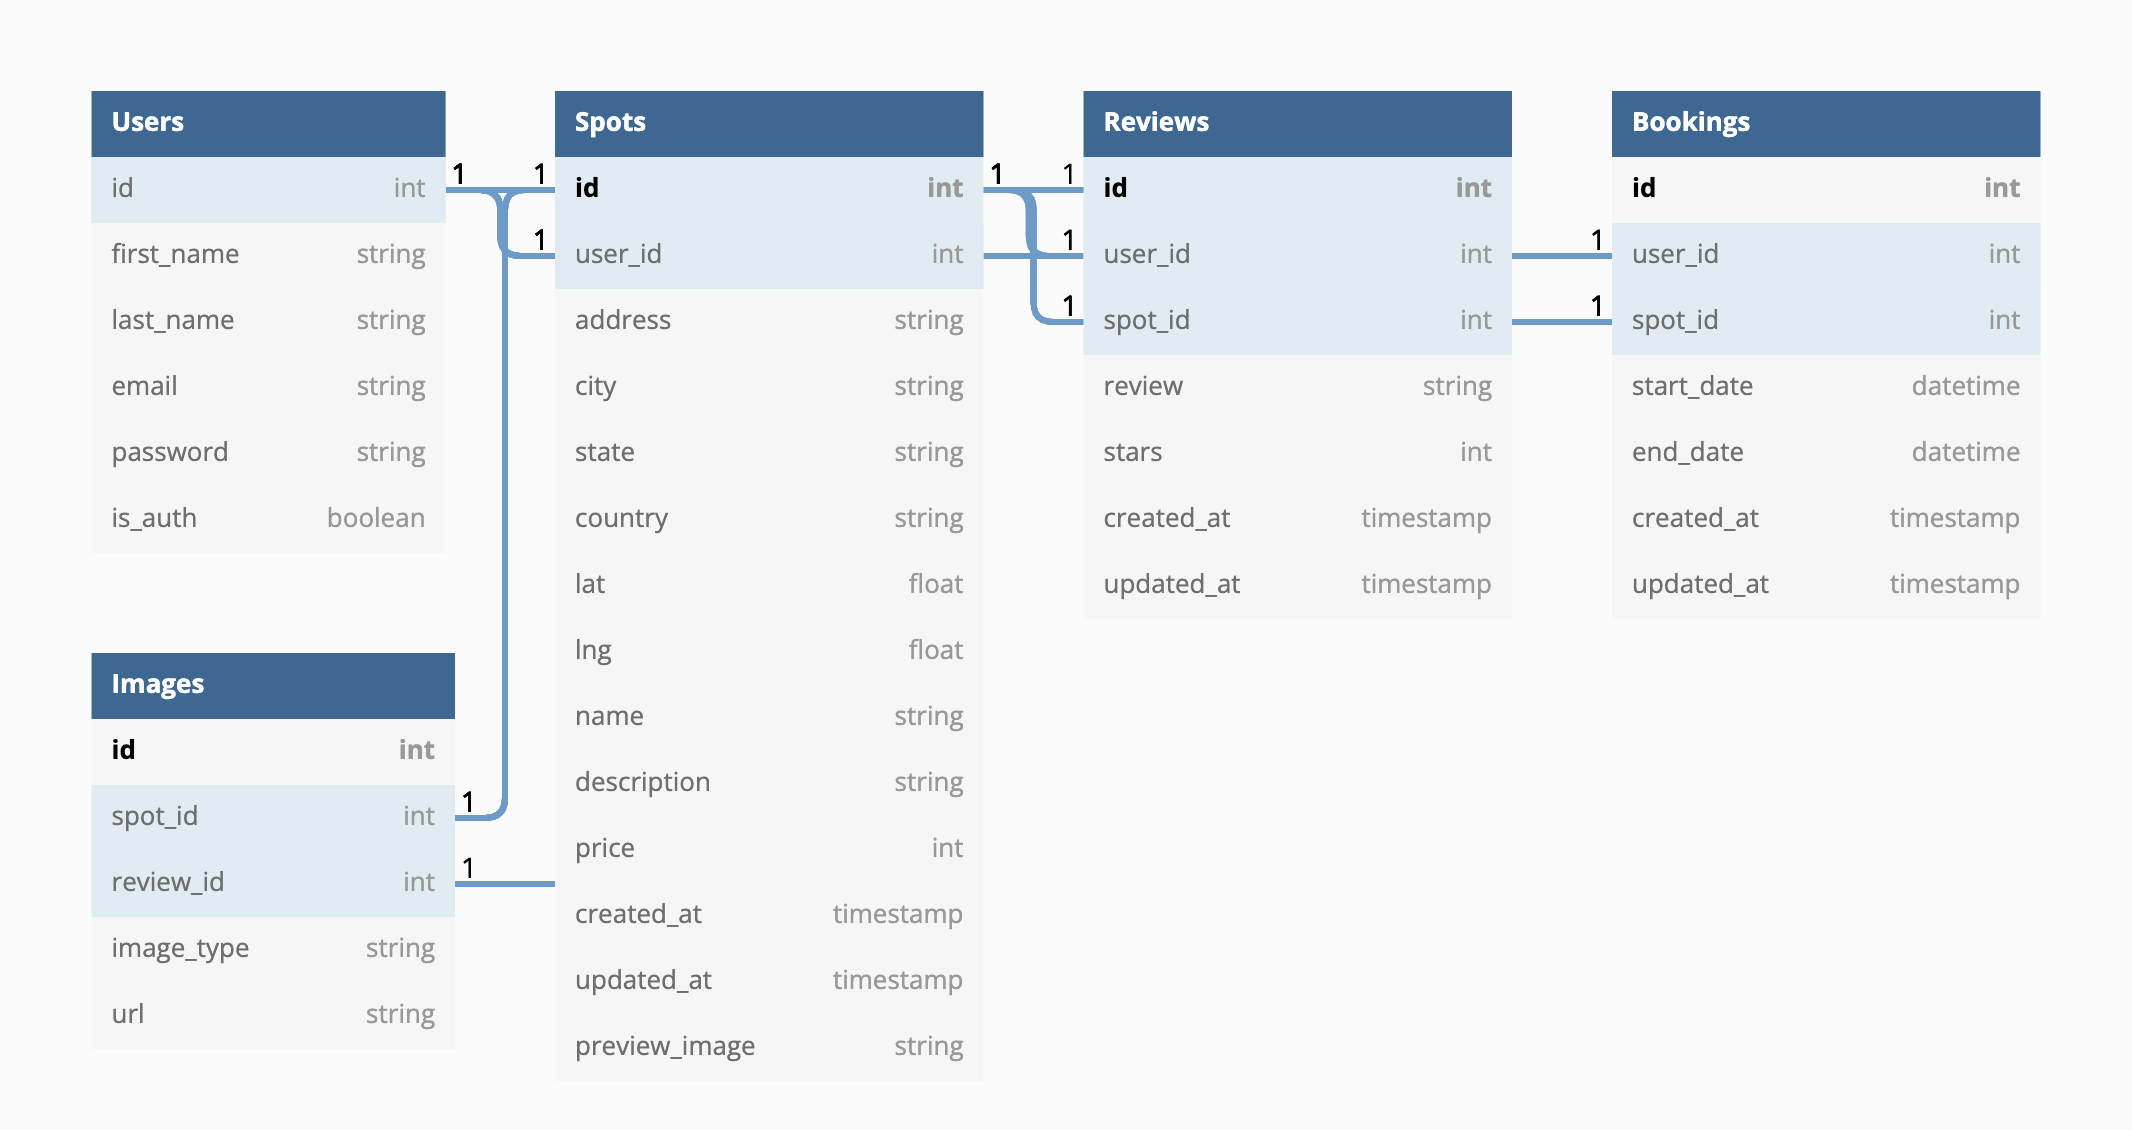 Users
id int
first_name string
last_name string
email string
password string
is_auth boolean
Images
id int
spot_id int
review_id int
image_type string
url string
1
1
1
1
1
Spots
id int
user_id int
address string
city string
state string
country string
lat float
lng float
name string
description string
price int
created_at timestamp
updated_at timestamp
preview_image string
1
1
1
1
Reviews
id int
user_id int
spot_id int
review string
stars int
created_at timestamp
updated_at timestamp
1
1
Bookings
id int
user_id int
spot_id int
start_date datetime
end_date datetime
created_at timestamp
updated_at timestamp